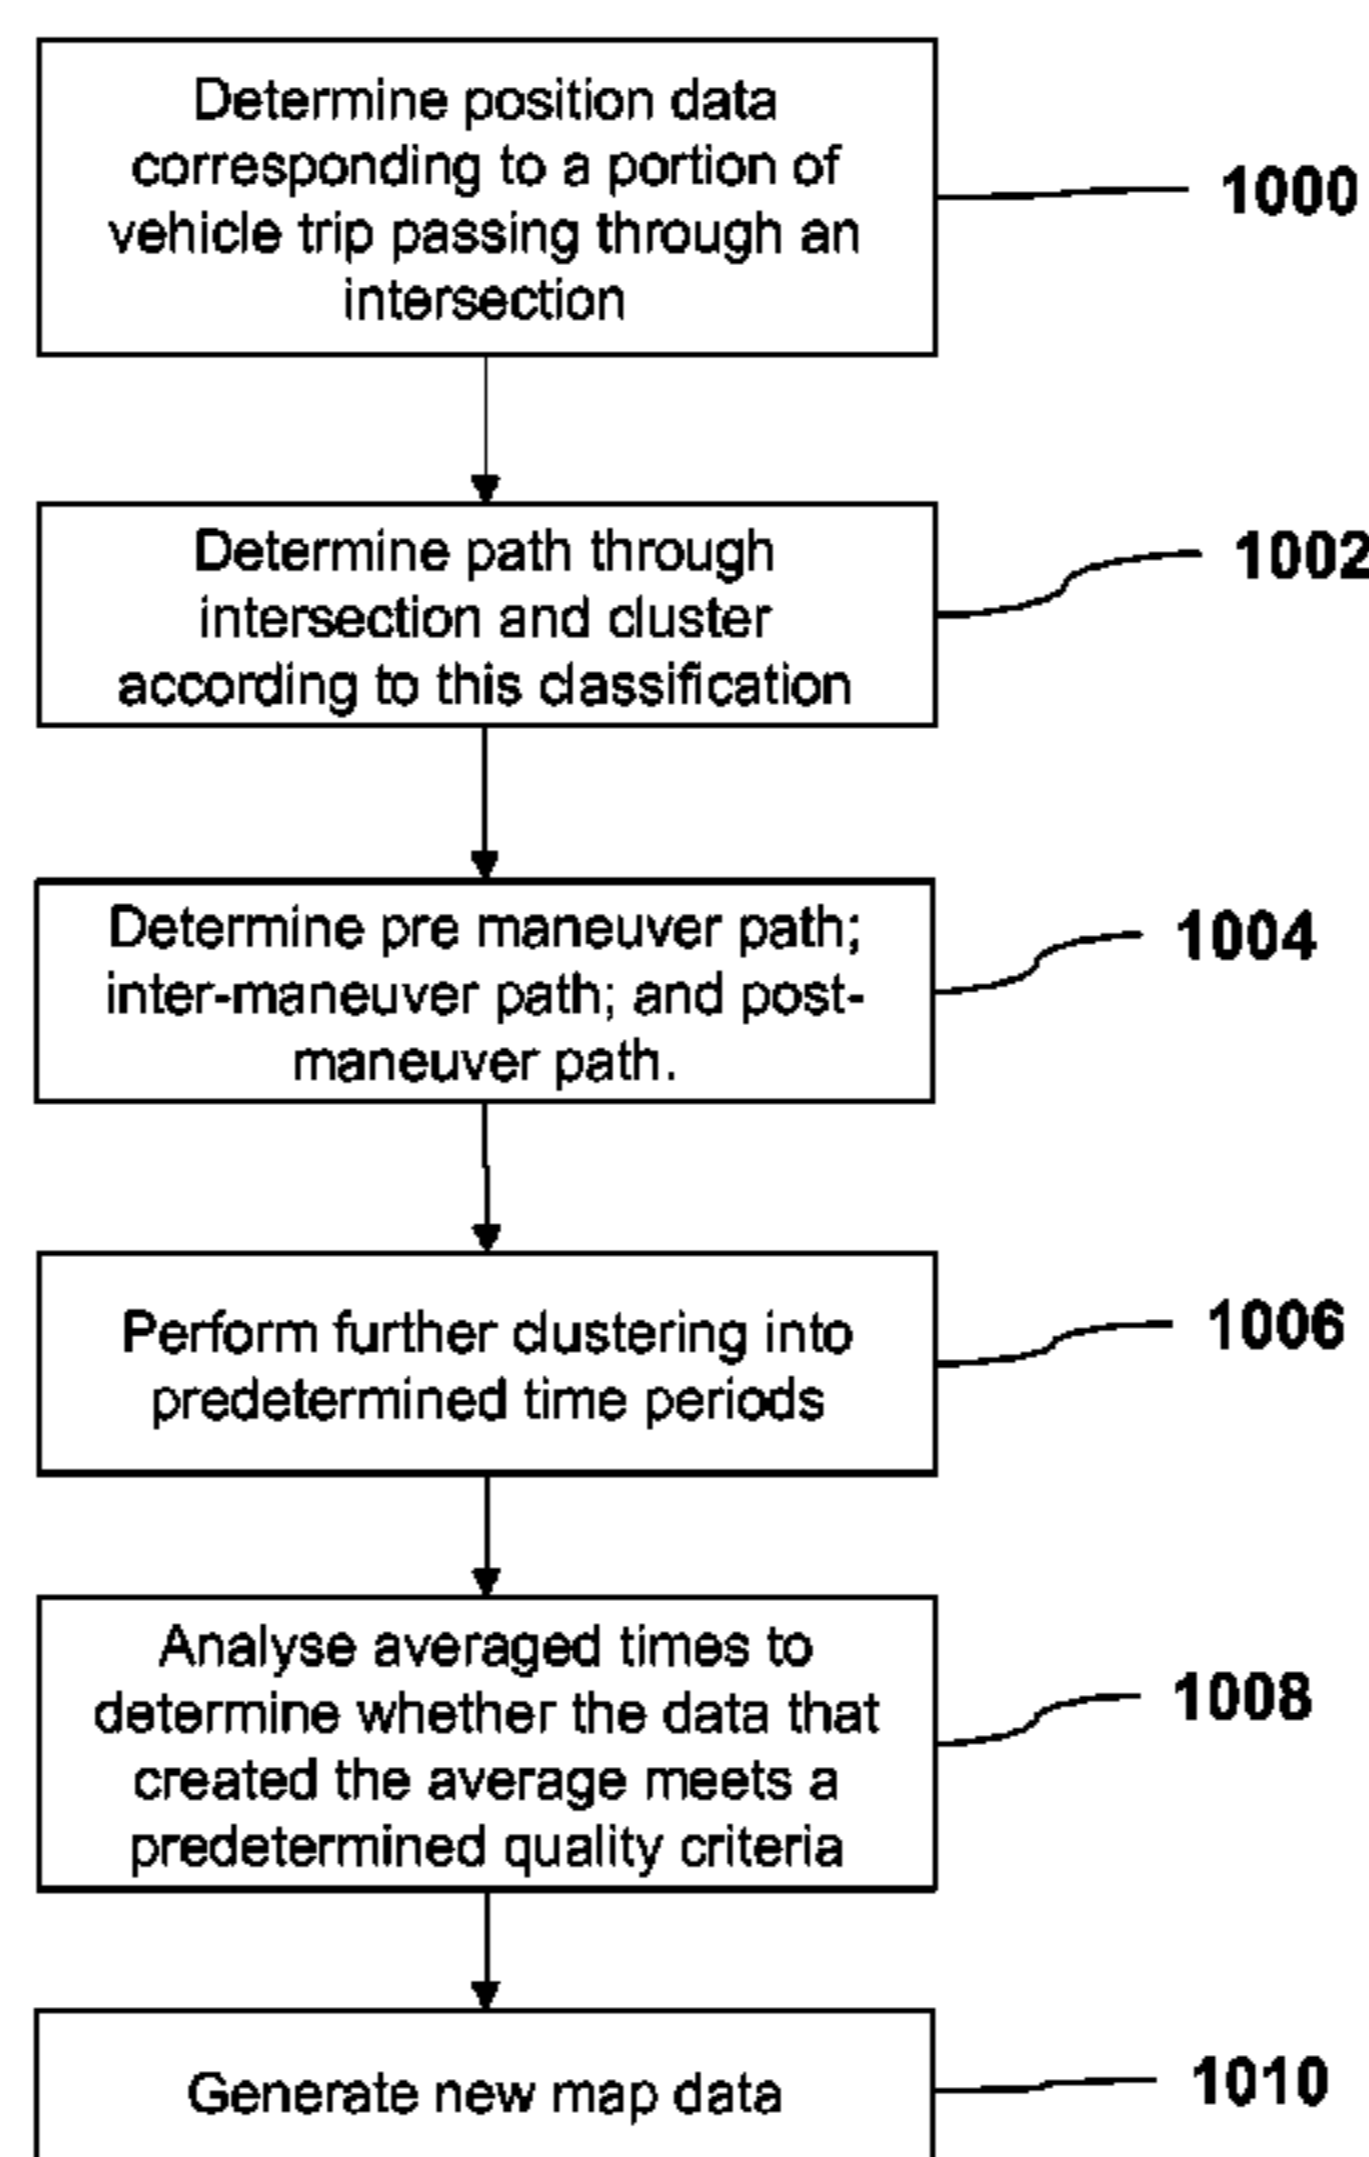 Determine position data
corresponding to a portion of
vehicle trip passing through an
intersection
1000
Determine path through
intersection and cluster
according to this classification
1002
Determine pre maneuver path;
inter-maneuver path; and post-
maneuver path.
1004
Perform further clustering into
predetermined time periods
1006
Analyse averaged times to
determine whether the data that
created the average meets a
predetermined quality criteria
1008
Generate new map data
1010